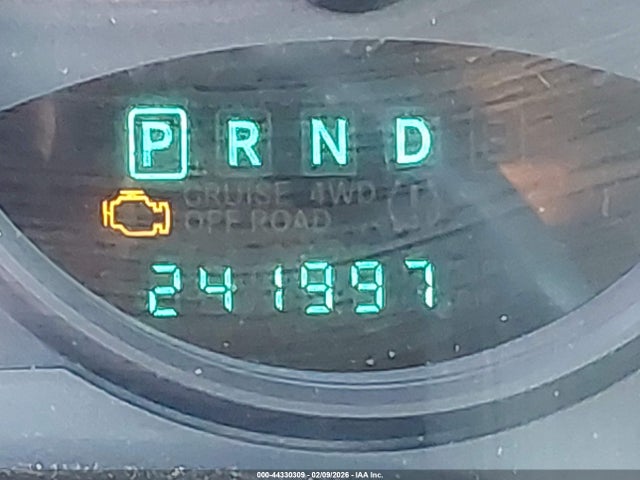 P R N D
CRUISE 4WD
OFF ROAD
241997
000-44330309 - 02/09/2026 - IAA Inc.